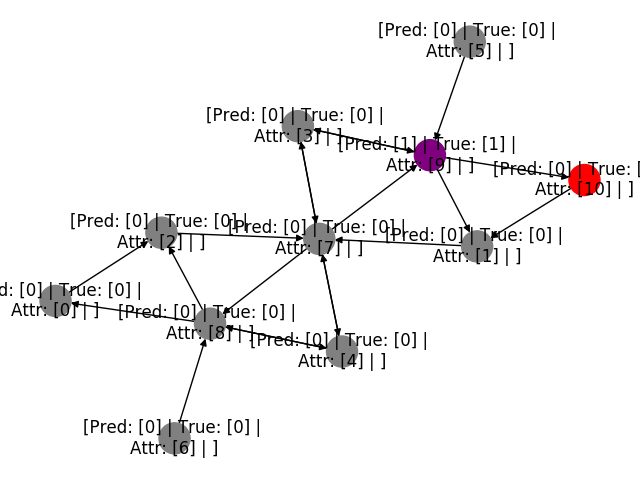 [Pred: [0] | True: [0] |
Attr: [5] | ]
[Pred: [0] | True: [0] |
Attr: [3] | ]
[Pred: [1] | True: [1] |
Attr: [9] | ]
[Pred: [0] | True: [
Attr: [10] | ]
[Pred: [0] | True: [0] |
Attr: [2] | ]
[Pred: [0] | True: [0] |
Attr: [7] | ]
[Pred: [0] | True: [0] |
Attr: [1] | ]
d: [0] | True: [0] |
Attr: [0] | ]
[Pred: [0] | True: [0] |
Attr: [8] | ]
[Pred: [0] | True: [0] |
Attr: [4] | ]
[Pred: [0] | True: [0] |
Attr: [6] | ]